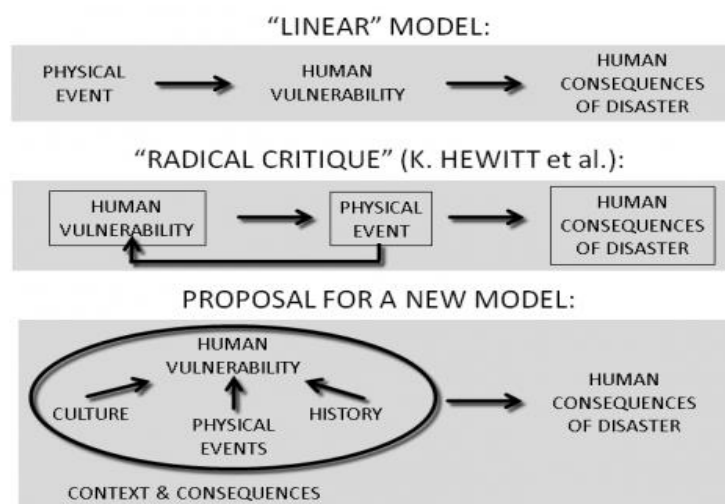 “LINEAR” MODEL:
PHYSICAL
EVENT
HUMAN
VULNERABILITY
HUMAN
CONSEQUENCES
OF DISASTER
“RADICAL CRITIQUE” (K. HEWITT et al.):
HUMAN
VULNERABILITY
PHYSICAL
EVENT
HUMAN
CONSEQUENCES
OF DISASTER
PROPOSAL FOR A NEW MODEL:
HUMAN
VULNERABILITY
CULTURE
PHYSICAL
EVENTS
HISTORY
HUMAN
CONSEQUENCES
OF DISASTER
CONTEXT & CONSEQUENCES